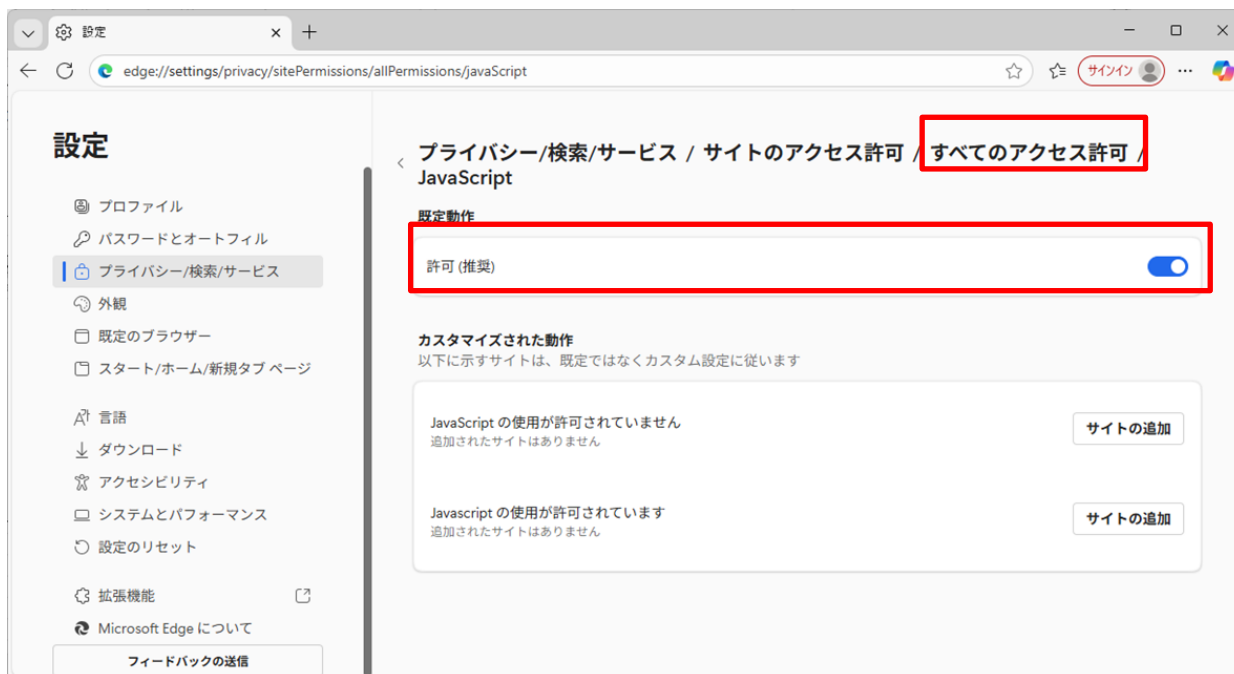 設定
edge://settings/privacy/sitePermissions/allPermissions/javaScript
サインイン
設定
プロファイル
パスワードとオートフィル
プライバシー/検索/サービス
外観
既定のブラウザー
スタート/ホーム/新規タブ ページ
言語
ダウンロード
アクセシビリティ
システムとパフォーマンス
設定のリセット
拡張機能
Microsoft Edge について
フィードバックの送信
プライバシー/検索/サービス / サイトのアクセス許可 / すべてのアクセス許可 /
JavaScript
既定動作
許可 (推奨)
カスタマイズされた動作
以下に示すサイトは、既定ではなくカスタム設定に従います
JavaScript の使用が許可されていません
追加されたサイトはありません
サイトの追加
Javascript の使用が許可されています
追加されたサイトはありません
サイトの追加